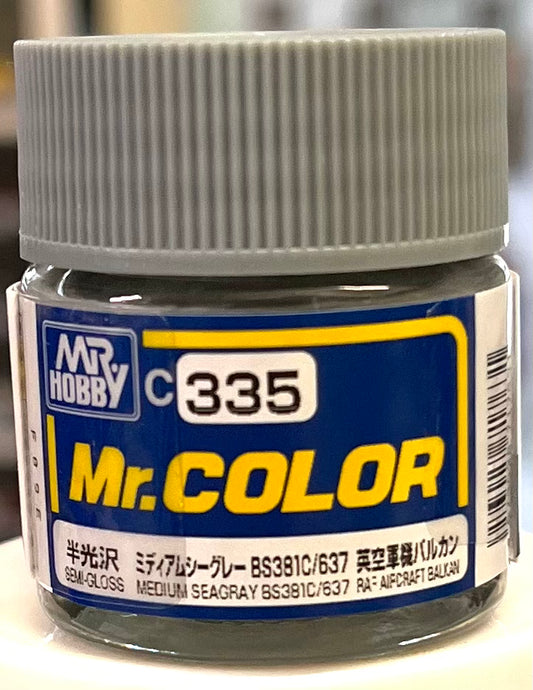 MR. HOBBY
C 335
Mr.COLOR
半光沢 ミディアムシーグレー BS381C/637 英空軍機バルカン
SEMI-GLOSS MEDIUM SEAGRAY BS381C/637 RAF AIFCRAFT BALKAN